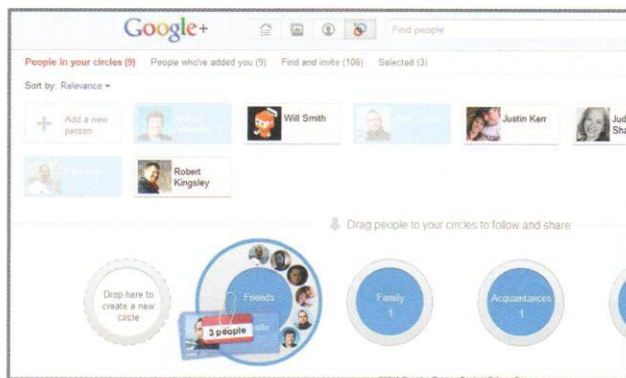 Google+
Find people
People in your circles (9) People who've added you (9) Find and invite (106) Selected (3)
Sort by: Relevance
Add a new
person
Will Smith
Justin Kerr
Jud
Sha
Robert
Kingsley
Drag people to your circles to follow and share
Drop here to
create a new
circle
Friends
3 people
Family
1
Acquaintances
1